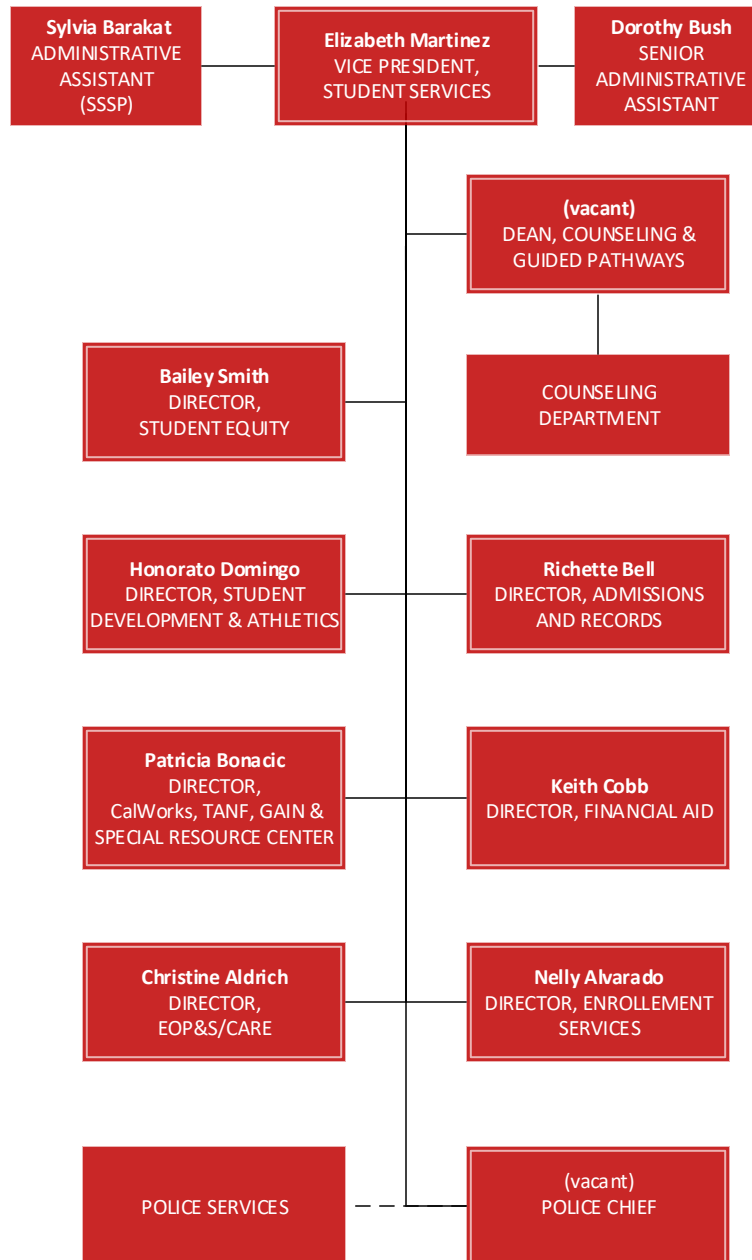 Sylvia Barakat
ADMINISTRATIVE
ASSISTANT
(SSSP)
Elizabeth Martinez
VICE PRESIDENT,
STUDENT SERVICES
Dorothy Bush
SENIOR
ADMINISTRATIVE
ASSISTANT
(vacant)
DEAN, COUNSELING &
GUIDED PATHWAYS
Bailey Smith
DIRECTOR,
STUDENT EQUITY
COUNSELING
DEPARTMENT
Honorato Domingo
DIRECTOR, STUDENT
DEVELOPMENT & ATHLETICS
Richette Bell
DIRECTOR, ADMISSIONS
AND RECORDS
Patricia Bonacic
DIRECTOR,
CalWorks, TANF, GAIN &
SPECIAL RESOURCE CENTER
Keith Cobb
DIRECTOR, FINANCIAL AID
Christine Aldrich
DIRECTOR,
EOP&S/CARE
Nelly Alvarado
DIRECTOR, ENROLLEMENT
SERVICES
POLICE SERVICES
(vacant)
POLICE CHIEF